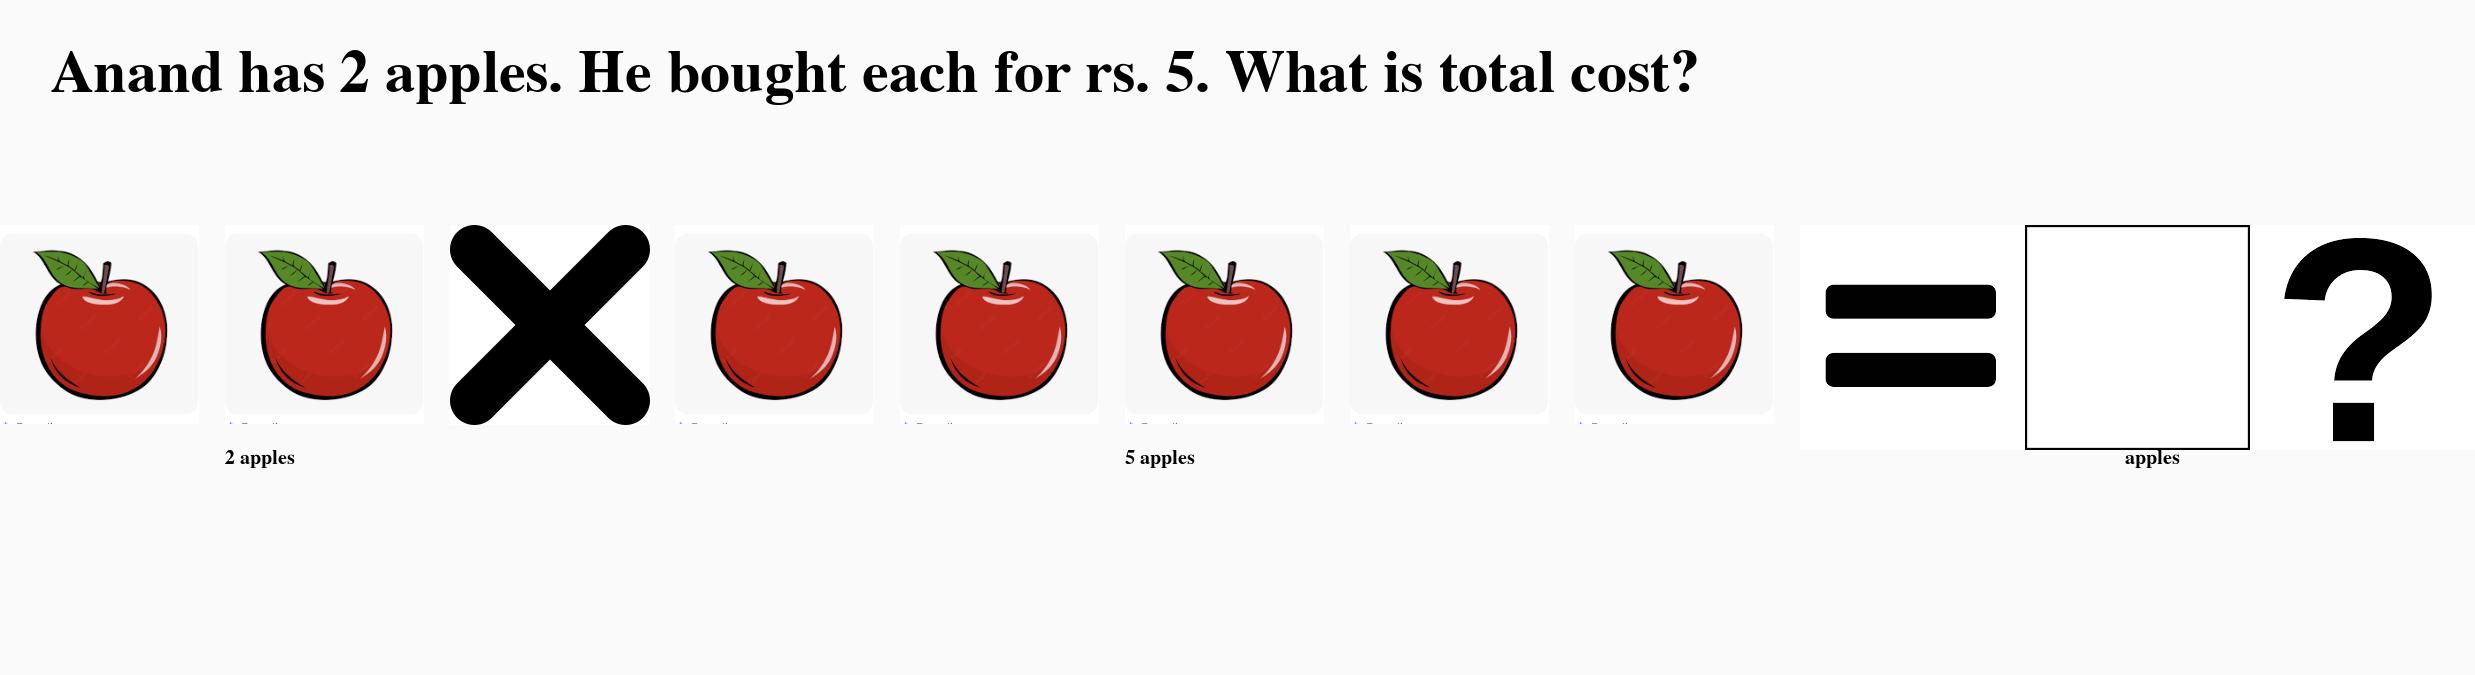 Anand has 2 apples. He bought each for rs. 5. What is total cost?
2 apples
5 apples
apples